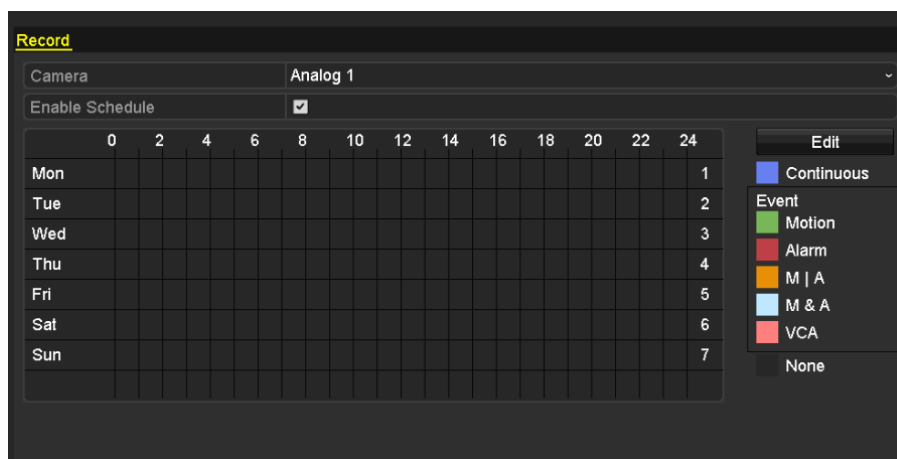 Record
Camera Analog 1
Enable Schedule
0 2 4 6 8 10 12 14 16 18 20 22 24
Edit
Mon 1
Continuous
Tue 2
Event
Motion
Wed 3
Alarm
Thu 4
M | A
Fri 5
M & A
Sat 6
VCA
Sun 7
None